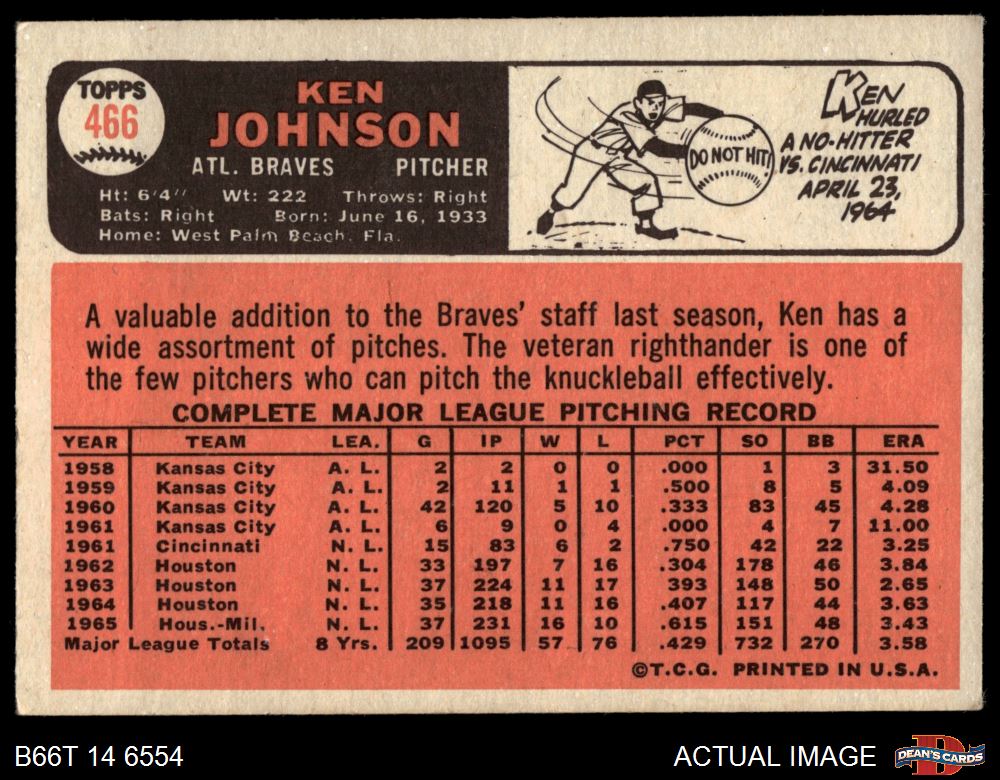 TOPPS
466
KEN
JOHNSON
ATL. BRAVES PITCHER
Ht: 6'4" Wt: 222 Throws: Right
Bats: Right Born: June 16, 1933
Home: West Palm Beach, Fla.
DO NOT HIT!
KEN
HURLED
A NO-HITTER
VS. CINCINNATI
APRIL 23,
1964
A valuable addition to the Braves' staff last season, Ken has a
wide assortment of pitches. The veteran righthander is one of
the few pitchers who can pitch the knuckleball effectively.
COMPLETE MAJOR LEAGUE PITCHING RECORD
YEAR TEAM LEA. G IP W L PCT SO BB ERA
1958 Kansas City A. L. 2 2 0 0 .000 1 3 31.50
1959 Kansas City A. L. 2 11 1 1 .500 8 5 4.09
1960 Kansas City A. L. 42 120 5 10 .333 83 45 4.28
1961 Kansas City A. L. 6 9 0 4 .000 4 7 11.00
1961 Cincinnati N. L. 15 83 6 2 .750 42 22 3.25
1962 Houston N. L. 33 197 7 16 .304 178 46 3.84
1963 Houston N. L. 37 224 11 17 .393 148 50 2.65
1964 Houston N. L. 35 218 11 16 .407 117 44 3.63
1965 Hous.-Mil. N. L. 37 231 16 10 .615 151 48 3.43
Major League Totals 8 Yrs. 209 1095 57 76 .429 732 270 3.58
©T.C.G. PRINTED IN U.S.A.
B66T 14 6554
ACTUAL IMAGE
DEAN'S CARDS